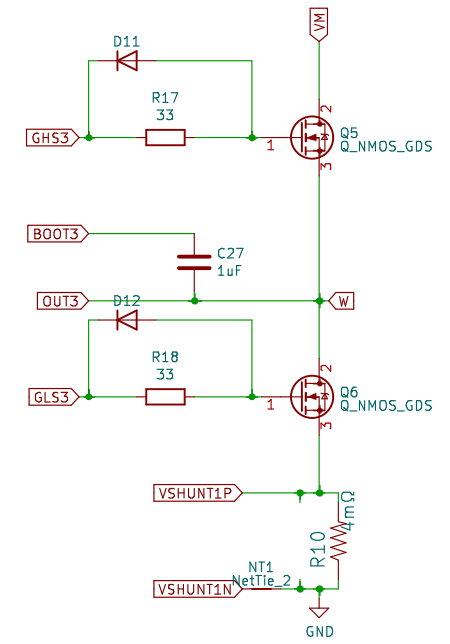 VM
D11
R17
33
GHS3
1
2
Q5
Q_NMOS_GDS
3
BOOT3
C27
1uF
OUT3
W
D12
R18
33
GLS3
1
2
Q6
Q_NMOS_GDS
3
VSHUNT1P
R10
4mΩ
NT1
NetTie_2
VSHUNT1N
GND